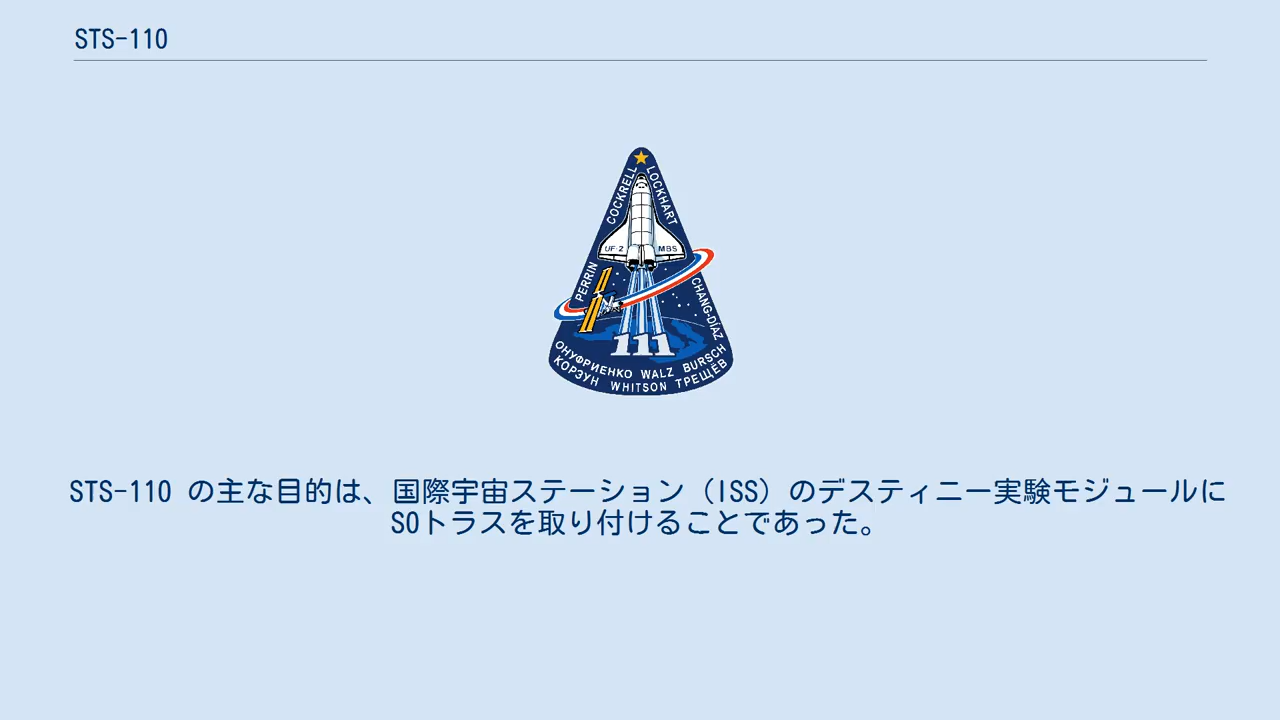 STS-110
COCKRELL
LOCKHART
UF-2
MBS
PERRIN
CHANG-DÍAZ
111
ОНУФРИЕНКО WALZ BURSCH
КОРЗУН WHITSON ТРЕЩЁВ
STS-110 の主な目的は、国際宇宙ステーション（ISS）のデスティニー実験モジュールに
S0トラスを取り付けることであった。